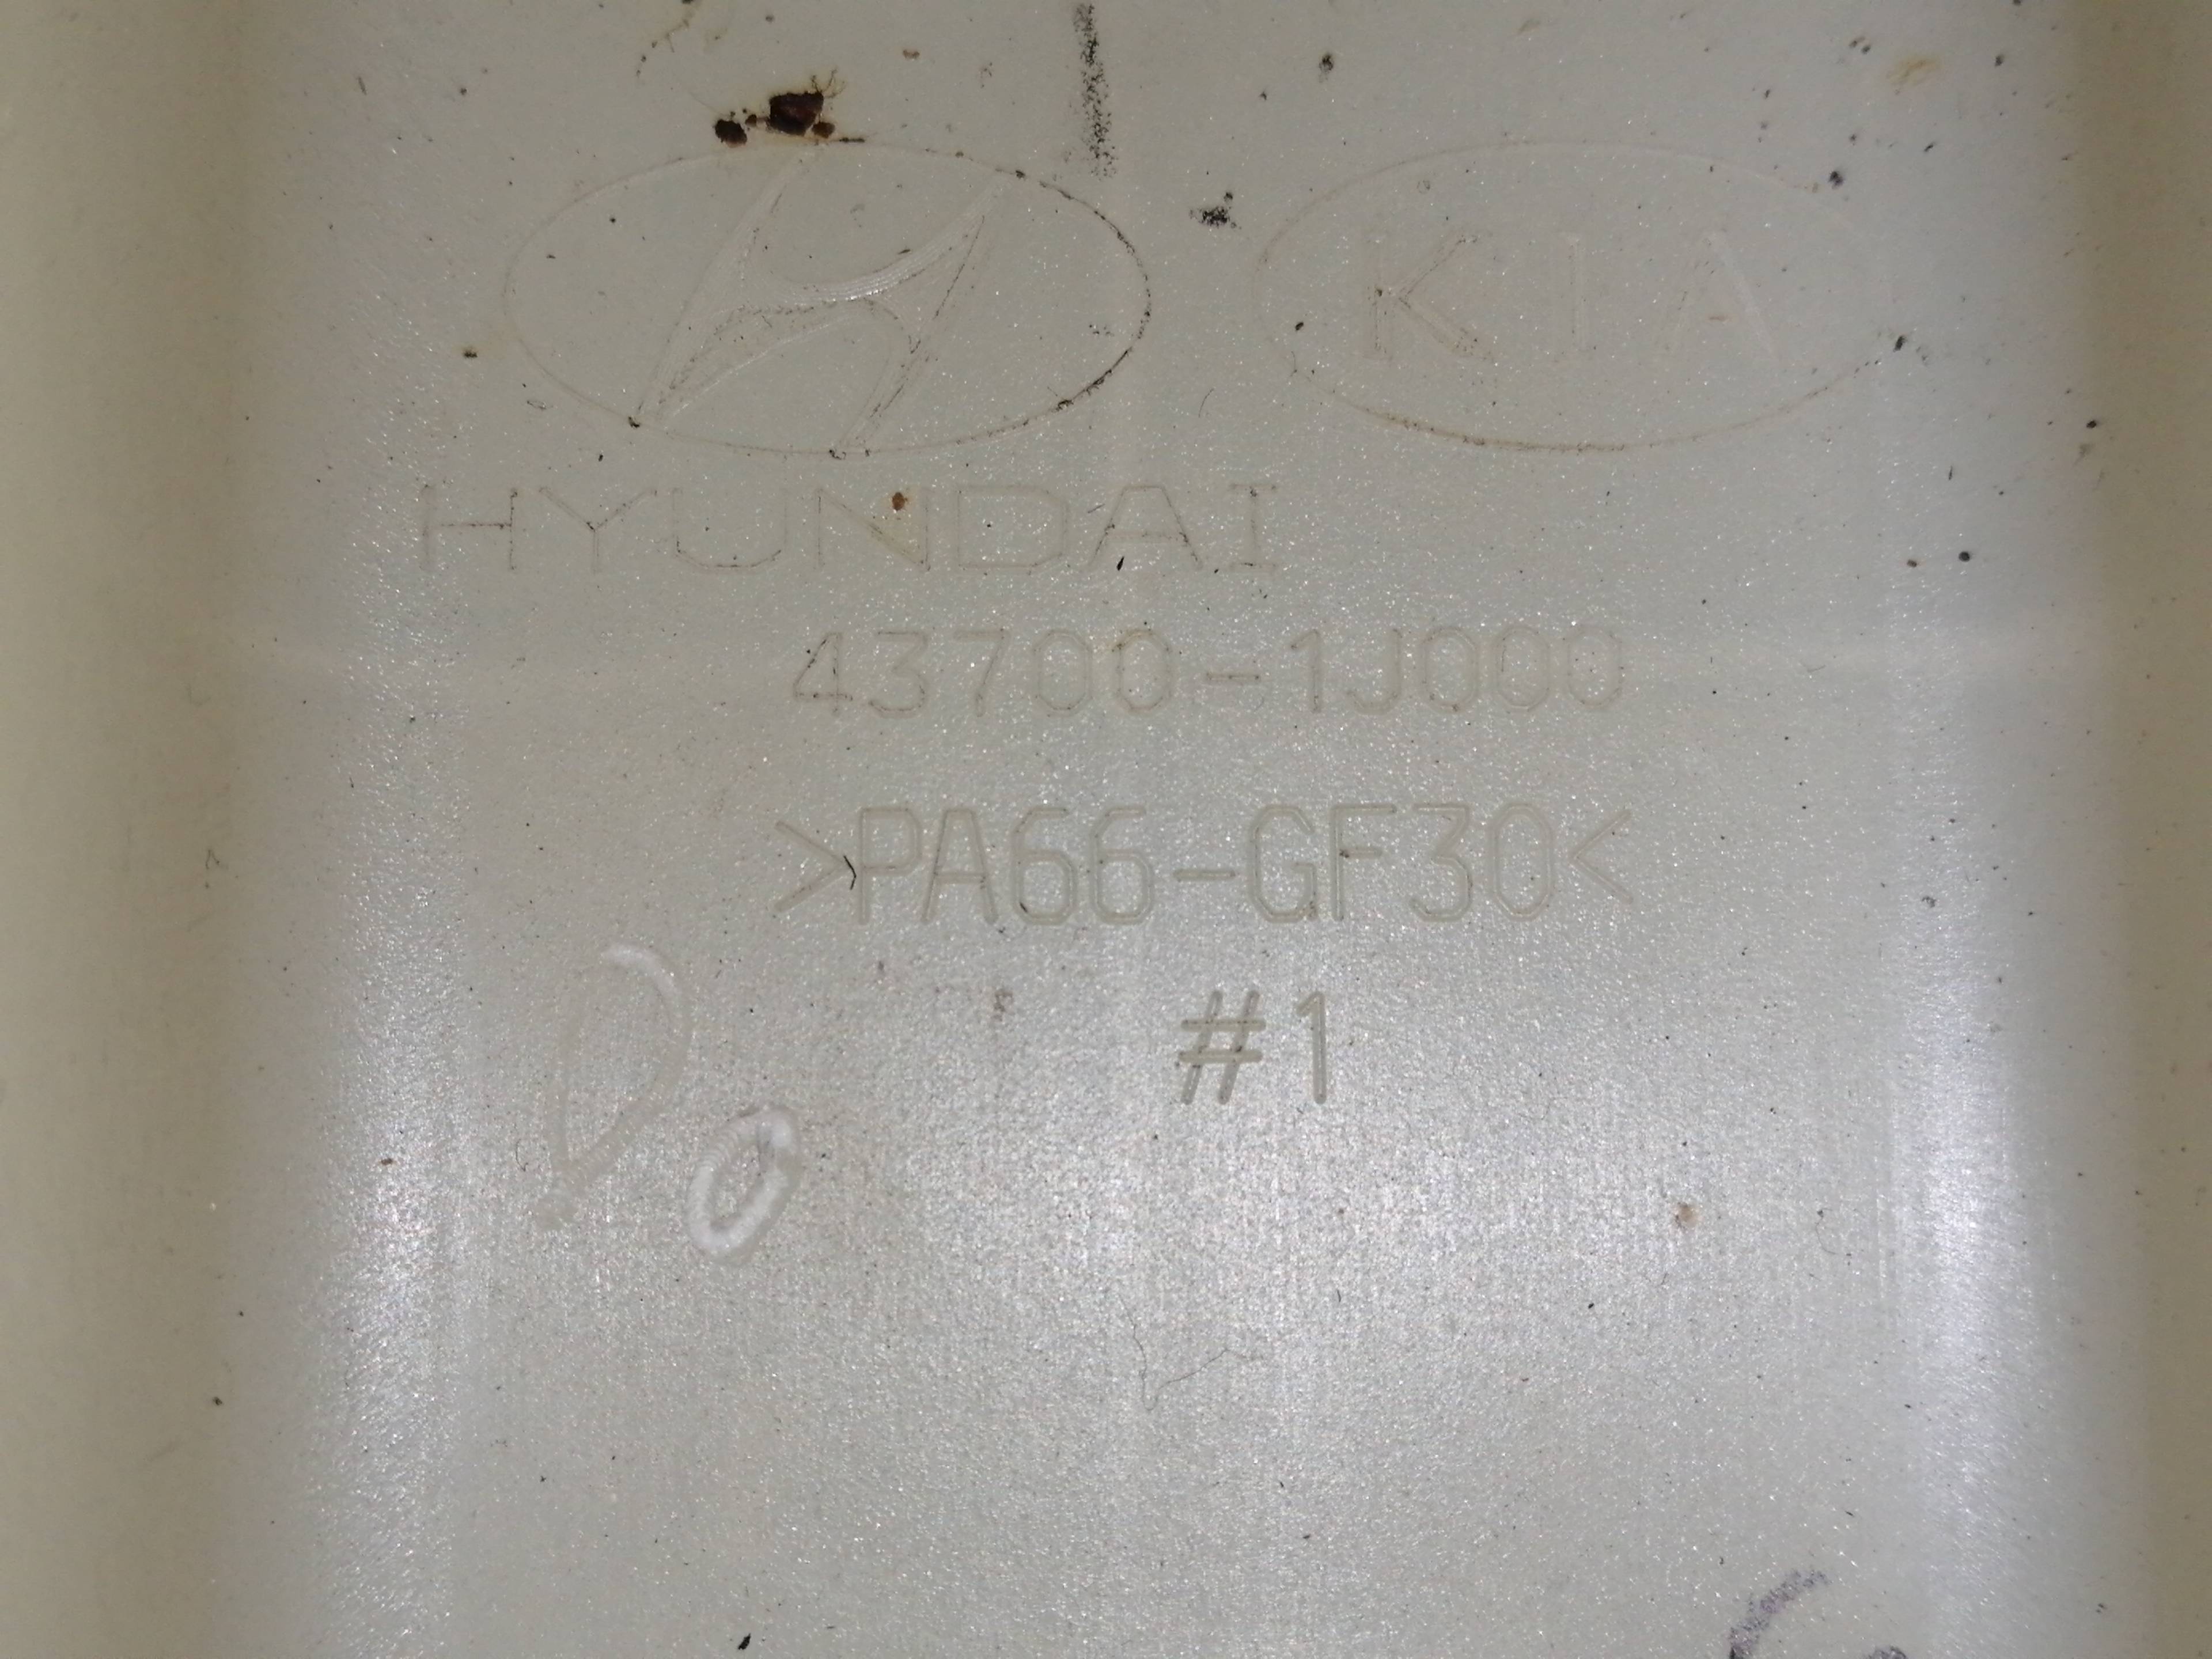 KIA
HYUNDAI
43700-1J000
>PA66-GF30<
#1